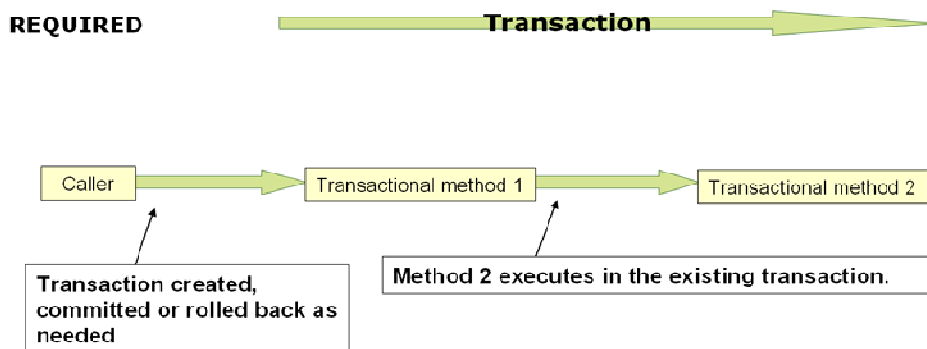 REQUIRED
Transaction
Caller
Transactional method 1
Transactional method 2
Transaction created,
committed or rolled back as
needed
Method 2 executes in the existing transaction.